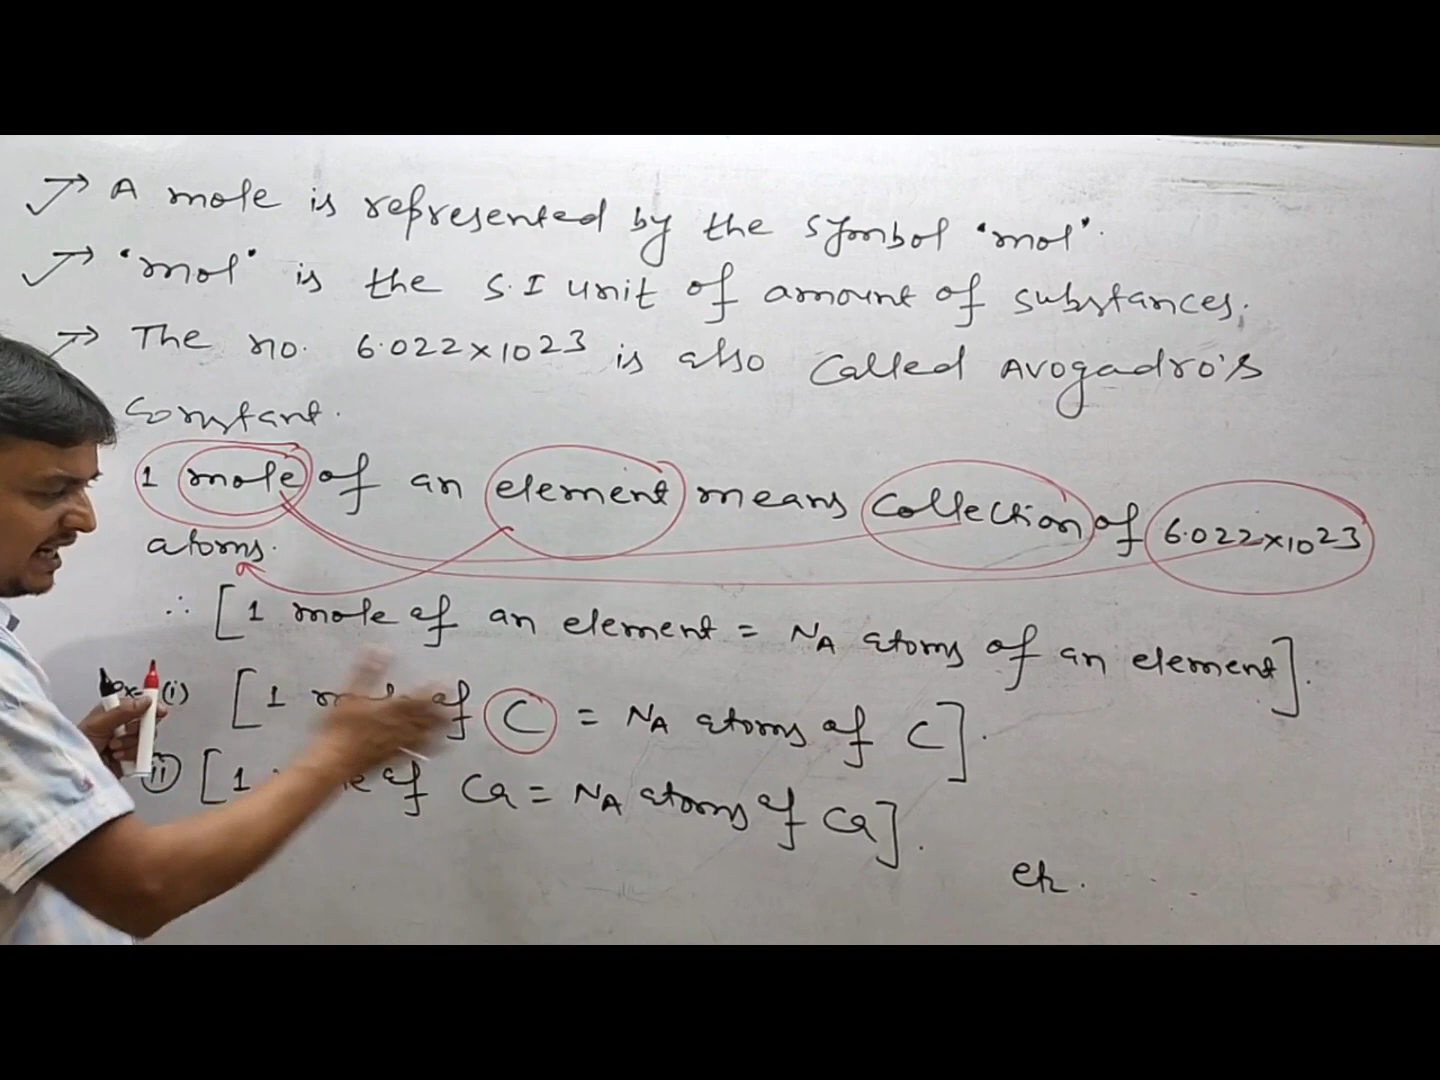 → A mole is represented by the symbol "mol".
→ "mol" is the S.I unit of amount of substances.
→ The no. 6.022×10²³ is also called Avogadro's
constant.
1 mole of an element means collection of 6.022×10²³
atoms.
∴ [1 mole of an element = NA atoms of an element].
(i) [1 of C = NA atoms of C].
(ii) [1 of Ca = NA atoms of Ca].
etc.